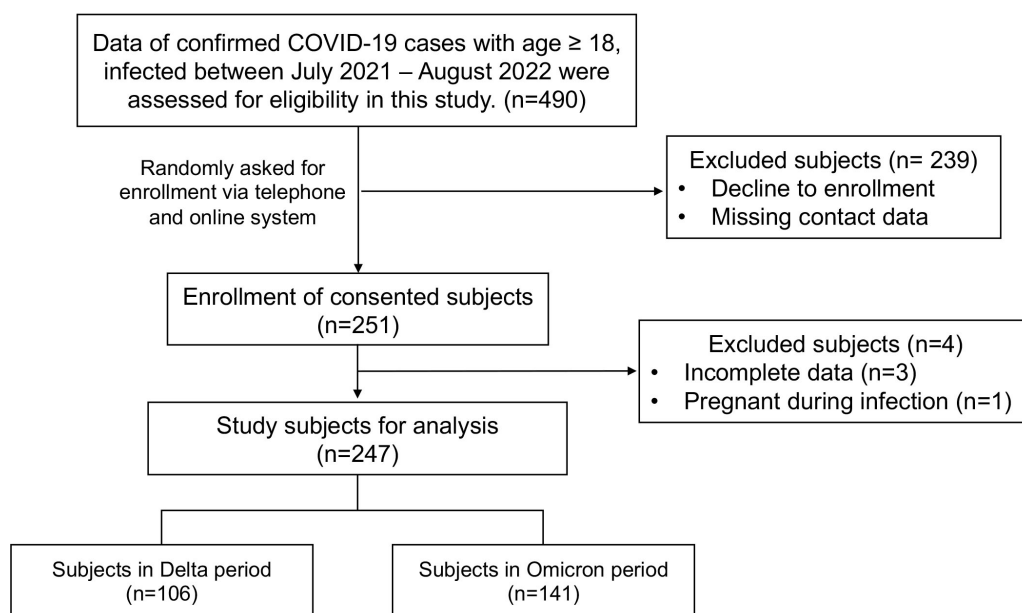 Data of confirmed COVID-19 cases with age ≥ 18,
infected between July 2021 – August 2022 were
assessed for eligibility in this study. (n=490)
Randomly asked for
enrollment via telephone
and online system
Excluded subjects (n= 239)
• Decline to enrollment
• Missing contact data
Enrollment of consented subjects
(n=251)
Excluded subjects (n=4)
• Incomplete data (n=3)
• Pregnant during infection (n=1)
Study subjects for analysis
(n=247)
Subjects in Delta period
(n=106)
Subjects in Omicron period
(n=141)